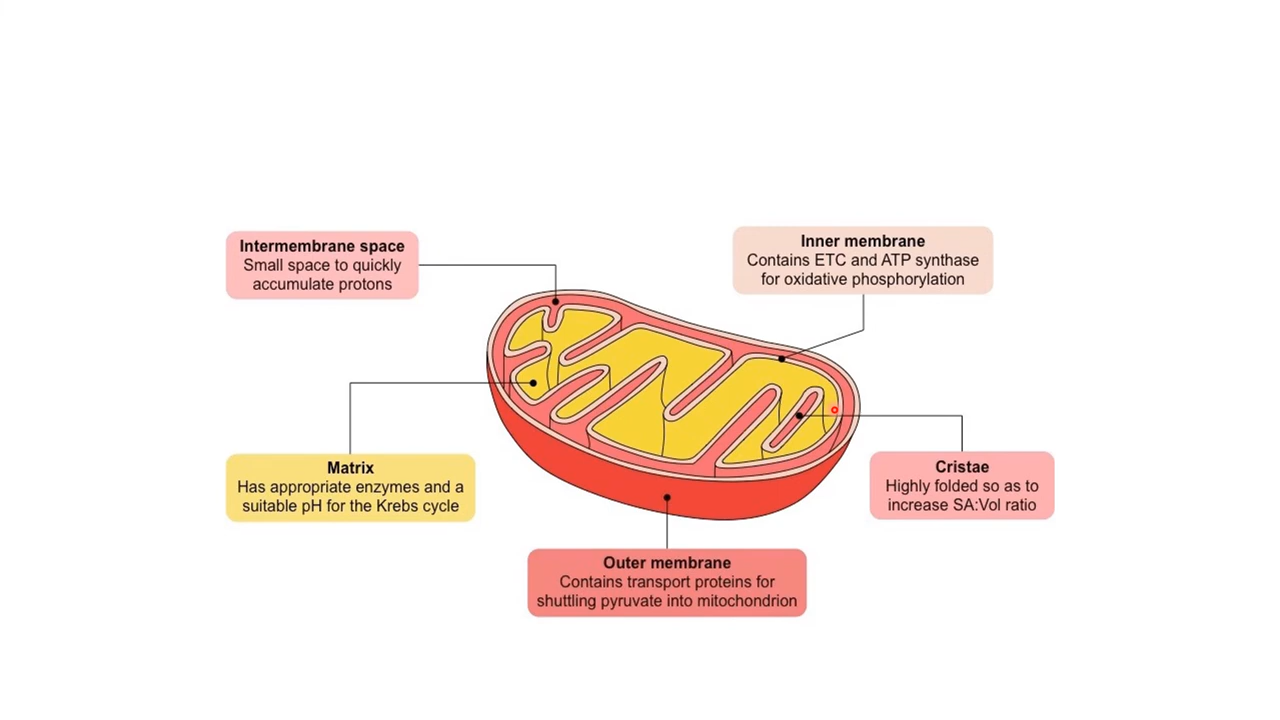 Intermembrane space
Small space to quickly
accumulate protons
Inner membrane
Contains ETC and ATP synthase
for oxidative phosphorylation
Matrix
Has appropriate enzymes and a
suitable pH for the Krebs cycle
Cristae
Highly folded so as to
increase SA:Vol ratio
Outer membrane
Contains transport proteins for
shuttling pyruvate into mitochondrion